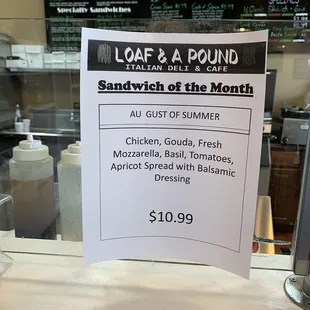 Specialty Sandwiches
LOAF & A POUND
ITALIAN DELI & CAFE
Sandwich of the Month
AU GUST OF SUMMER
Chicken, Gouda, Fresh
Mozzarella, Basil, Tomatoes,
Apricot Spread with Balsamic
Dressing
$10.99